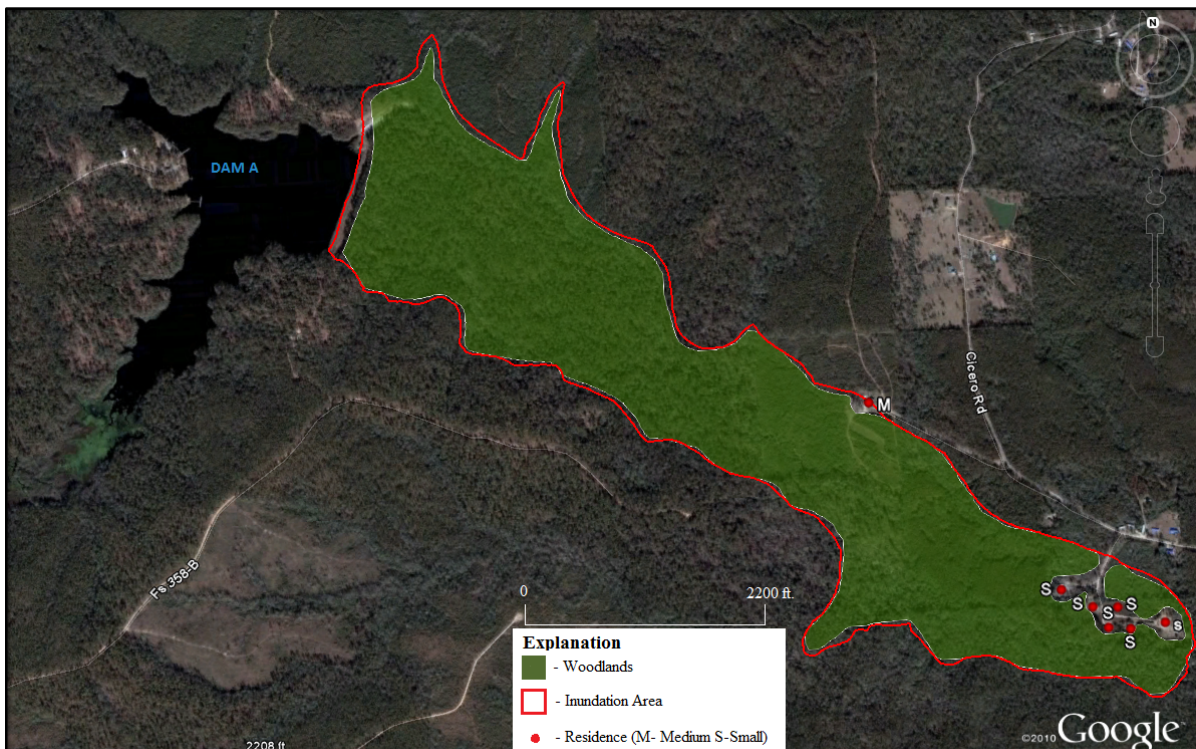 N
DAM A
M
Cicero Rd
Fs 358-B
0
2200 ft.
S
S
S
S
s
S
Explanation
- Woodlands
- Inundation Area
- Residence (M- Medium S-Small)
2208 ft
©2010 Google